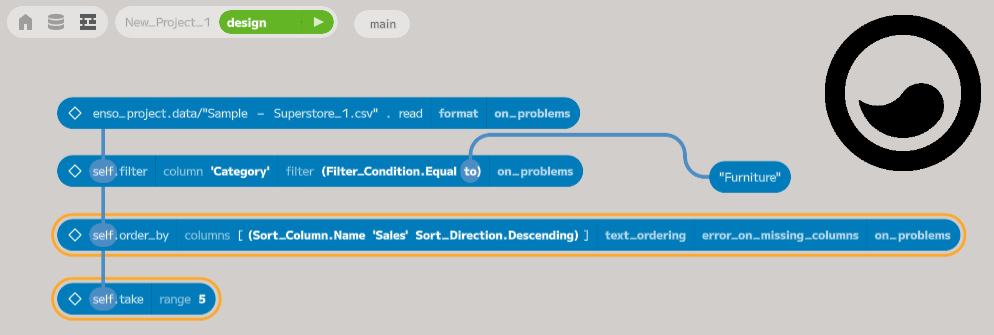 New_Project_1 design main
enso_project.data/"Sample - Superstore_1.csv" . read format on_problems
self.filter column 'Category' filter (Filter_Condition.Equal to) on_problems "Furniture"
self.order_by columns [ (Sort_Column.Name 'Sales' Sort_Direction.Descending) ] text_ordering error_on_missing_columns on_problems
self.take range 5